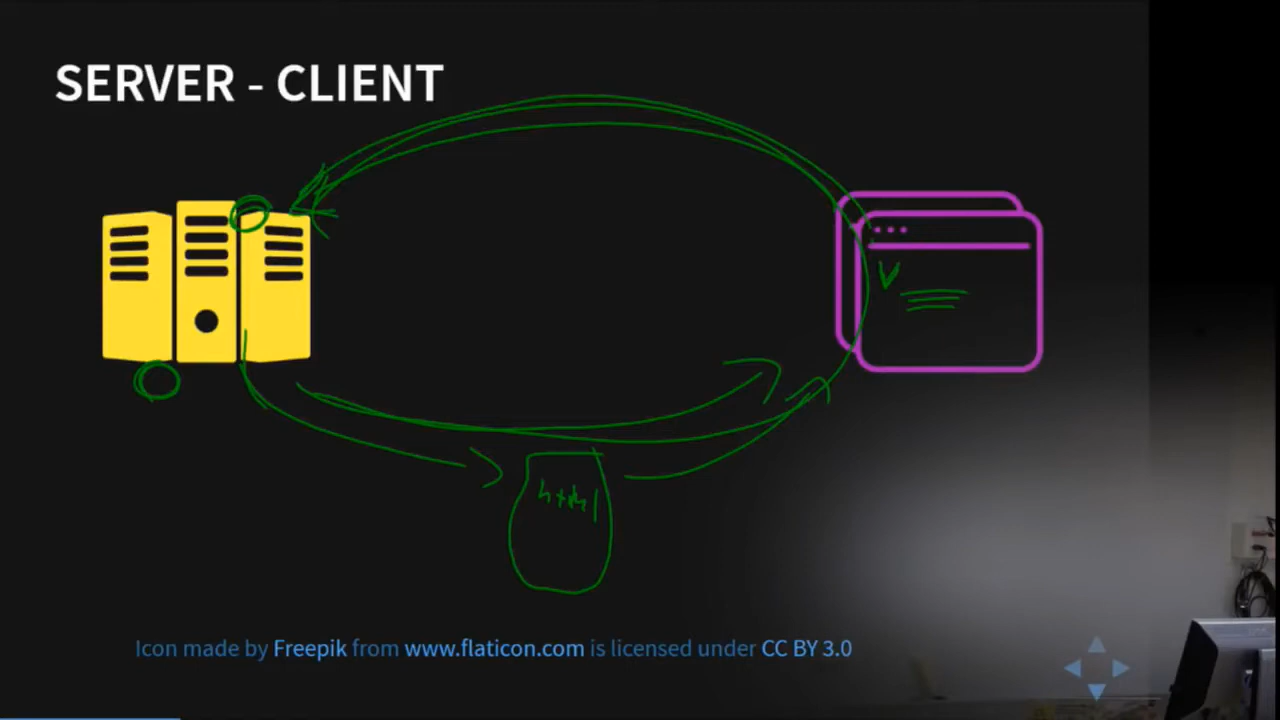 SERVER - CLIENT
html
Icon made by Freepik from www.flaticon.com is licensed under CC BY 3.0